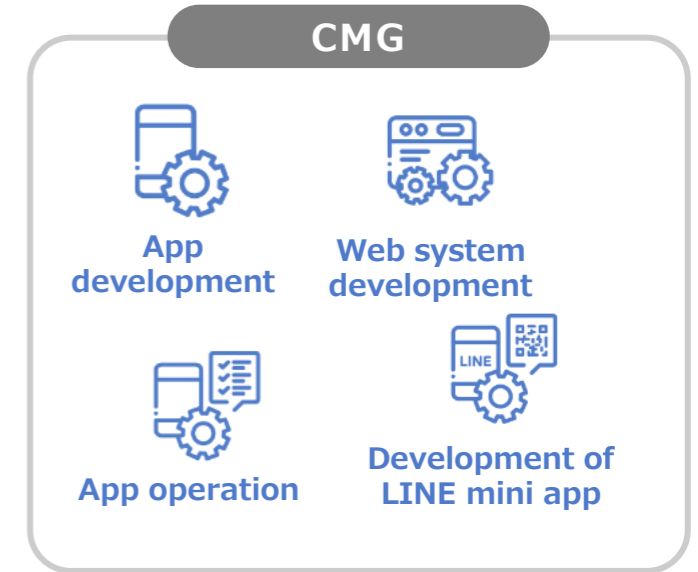 CMG
App
development
Web system
development
App operation
LINE
Development of
LINE mini app